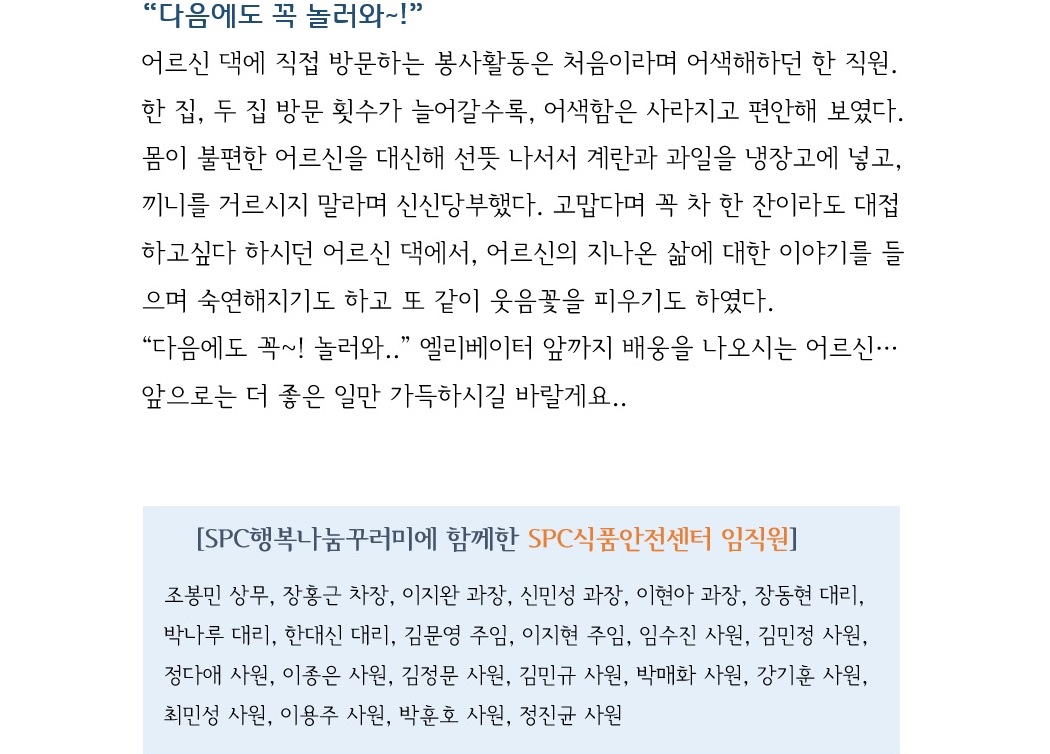 “다음에도 꼭 놀러와~!”
어르신 댁에 직접 방문하는 봉사활동은 처음이라며 어색해하던 한 직원.
한 집, 두 집 방문 횟수가 늘어갈수록, 어색함은 사라지고 편안해 보였다.
몸이 불편한 어르신을 대신해 선뜻 나서서 계란과 과일을 냉장고에 넣고,
끼니를 거르시지 말라며 신신당부했다. 고맙다며 꼭 차 한 잔이라도 대접
하고싶다 하시던 어르신 댁에서, 어르신의 지나온 삶에 대한 이야기를 들
으며 숙연해지기도 하고 또 같이 웃음꽃을 피우기도 하였다.
“다음에도 꼭~! 놀러와..” 엘리베이터 앞까지 배웅을 나오시는 어르신…
앞으로는 더 좋은 일만 가득하시길 바랄게요..
[SPC행복나눔꾸러미에 함께한 SPC식품안전센터 임직원]
조봉민 상무, 장홍근 차장, 이지완 과장, 신민성 과장, 이현아 과장, 장동현 대리,
박나루 대리, 한대신 대리, 김문영 주임, 이지현 주임, 임수진 사원, 김민정 사원,
정다애 사원, 이종은 사원, 김정문 사원, 김민규 사원, 박매화 사원, 강기훈 사원,
최민성 사원, 이용주 사원, 박훈호 사원, 정진균 사원